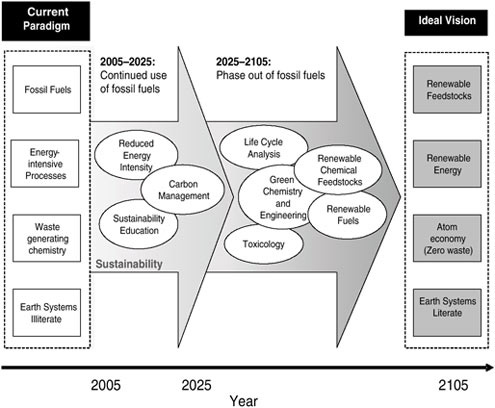 Current
Paradigm
Ideal Vision
2005–2025:
Continued use
of fossil fuels
2025–2105:
Phase out of fossil fuels
Fossil Fuels
Energy-
intensive
Processes
Waste
generating
chemistry
Earth Systems
Illiterate
Reduced
Energy
Intensity
Carbon
Management
Sustainability
Education
Sustainability
Life Cycle
Analysis
Green
Chemistry
and
Engineering
Renewable
Chemical
Feedstocks
Renewable
Fuels
Toxicology
Renewable
Feedstocks
Renewable
Energy
Atom
economy
(Zero waste)
Earth Systems
Literate
2005
2025
2105
Year